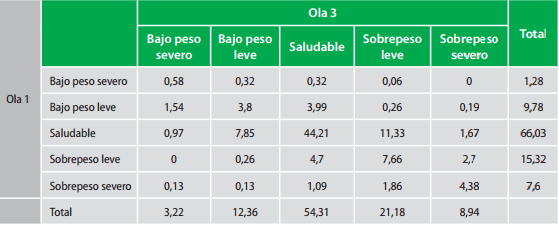 Ola 3
Total
Bajo peso severo
Bajo peso leve
Saludable
Sobrepeso leve
Sobrepeso severo
Ola 1
Bajo peso severo 0,58 0,32 0,32 0,06 0 1,28
Bajo peso leve 1,54 3,8 3,99 0,26 0,19 9,78
Saludable 0,97 7,85 44,21 11,33 1,67 66,03
Sobrepeso leve 0 0,26 4,7 7,66 2,7 15,32
Sobrepeso severo 0,13 0,13 1,09 1,86 4,38 7,6
Total 3,22 12,36 54,31 21,18 8,94